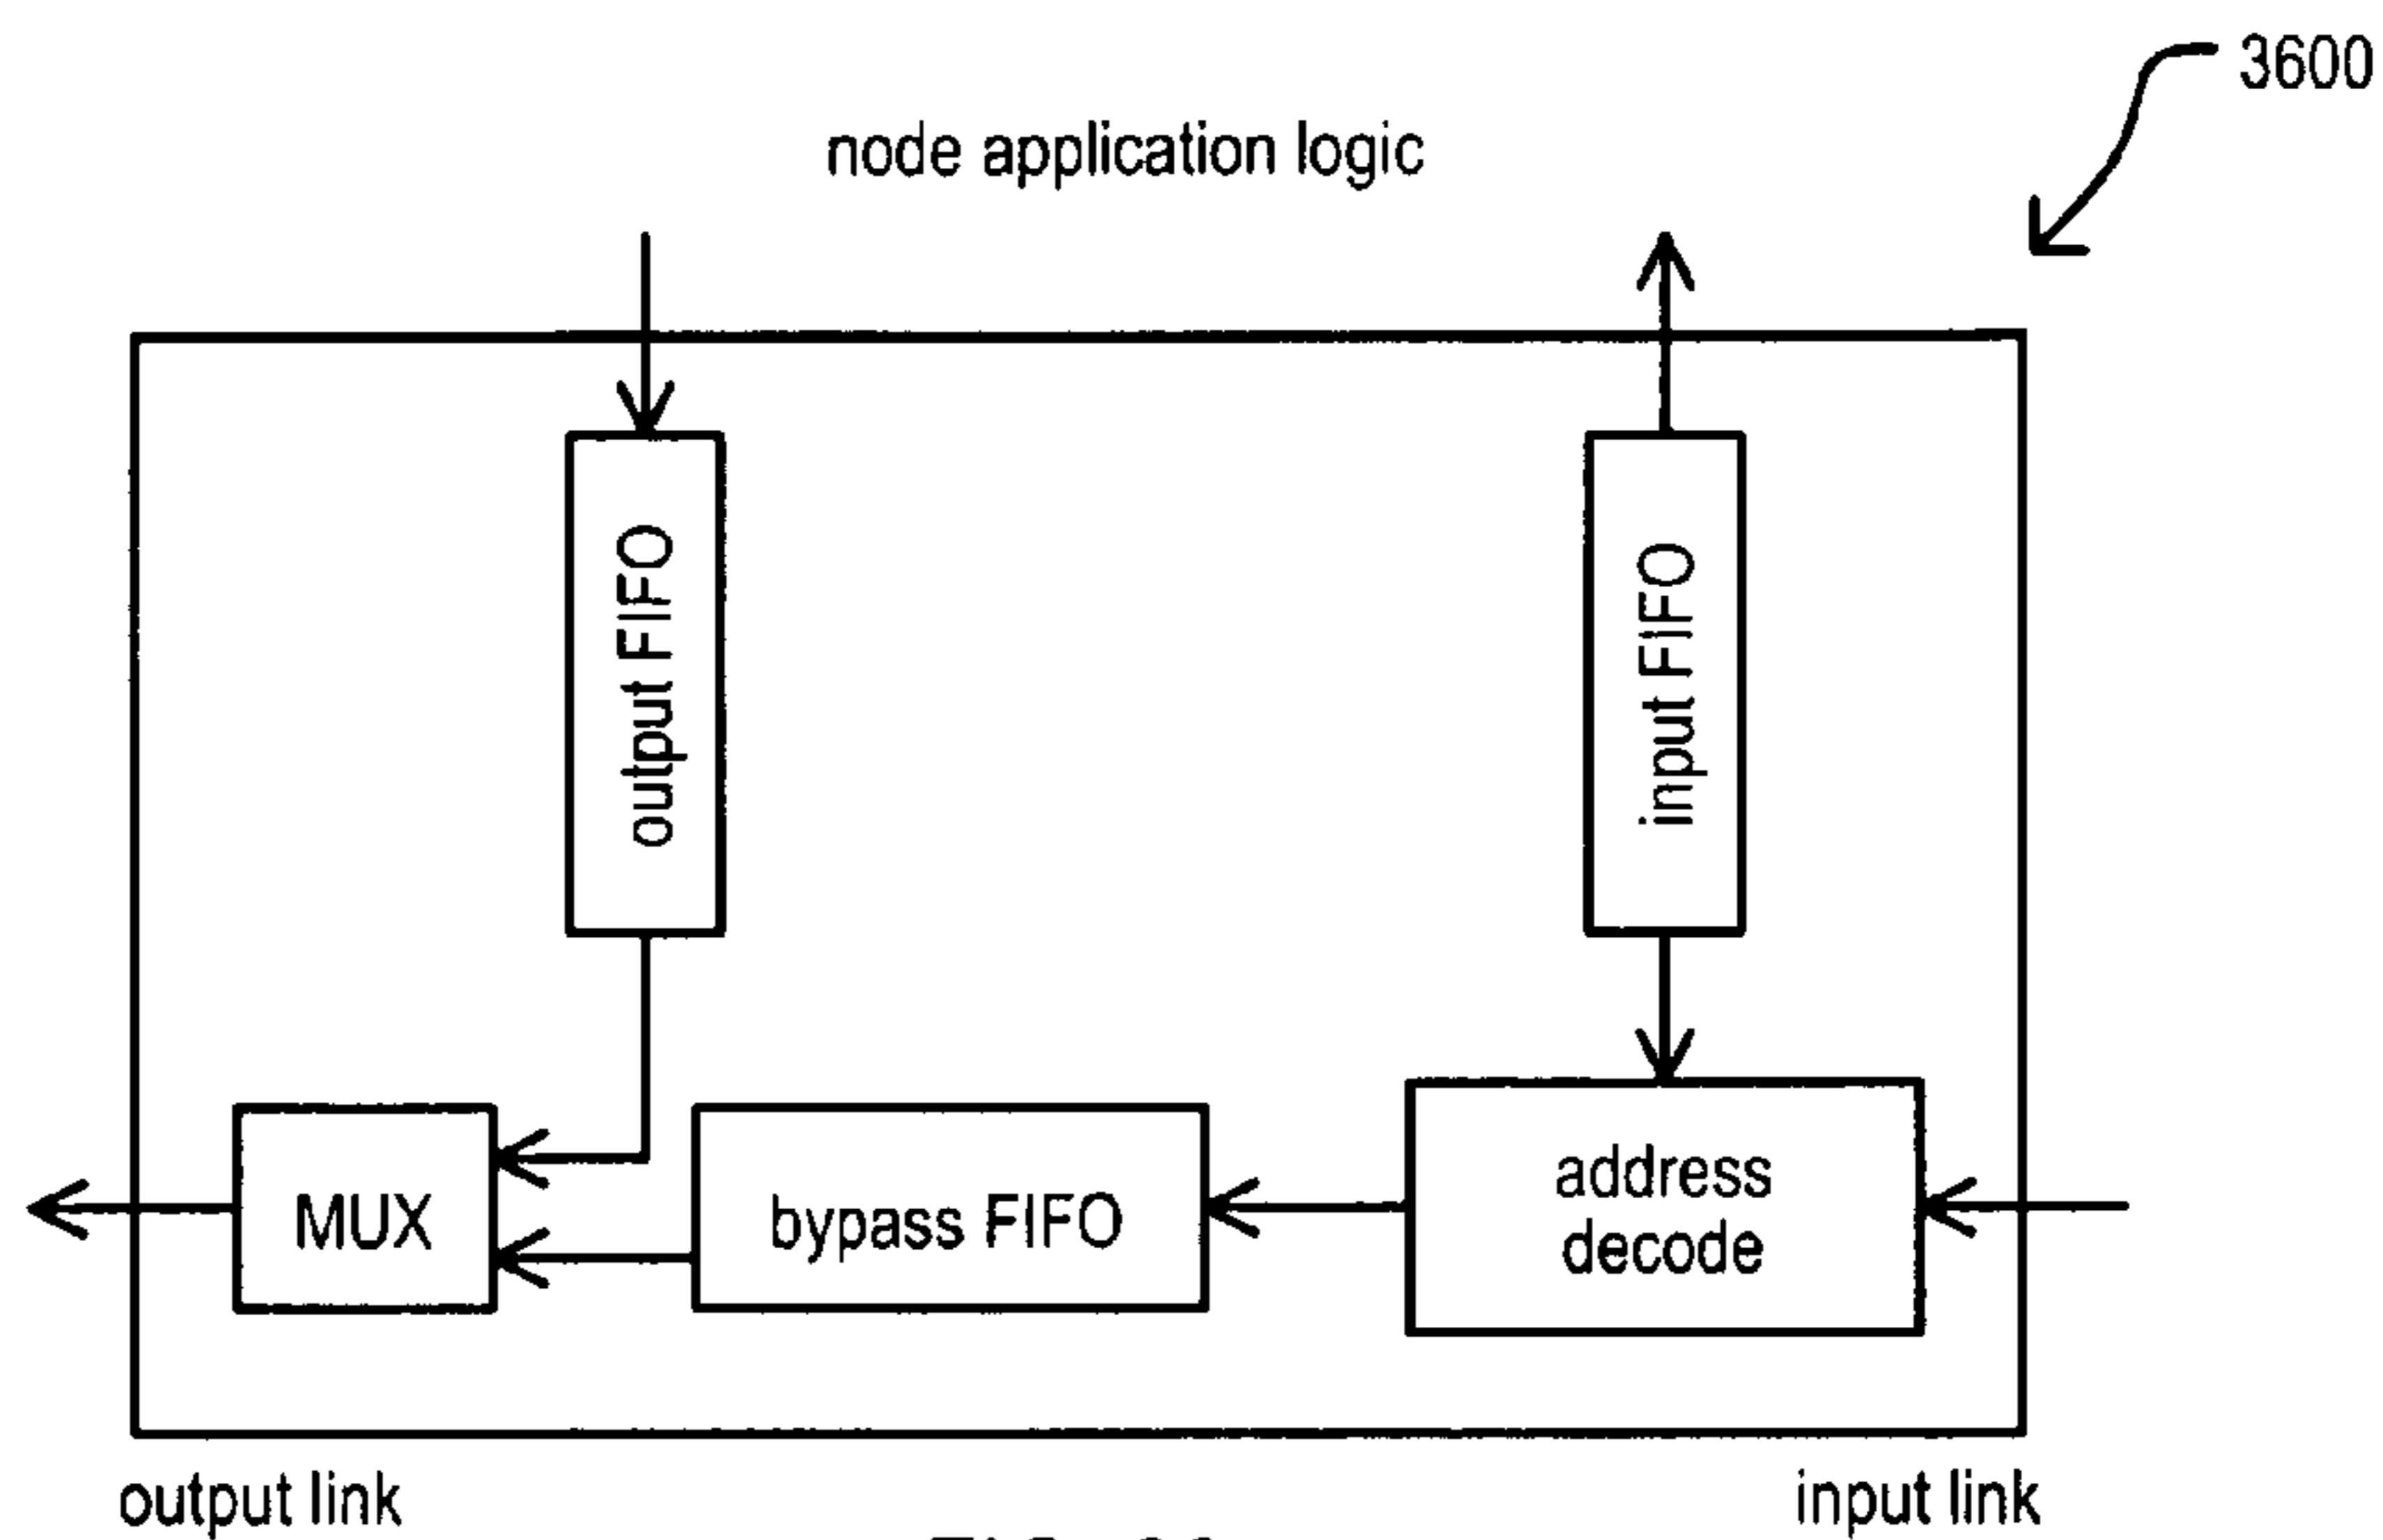 3600
node application logic
output FIFO
input FIFO
MUX
bypass FIFO
address
decode
output link
input link